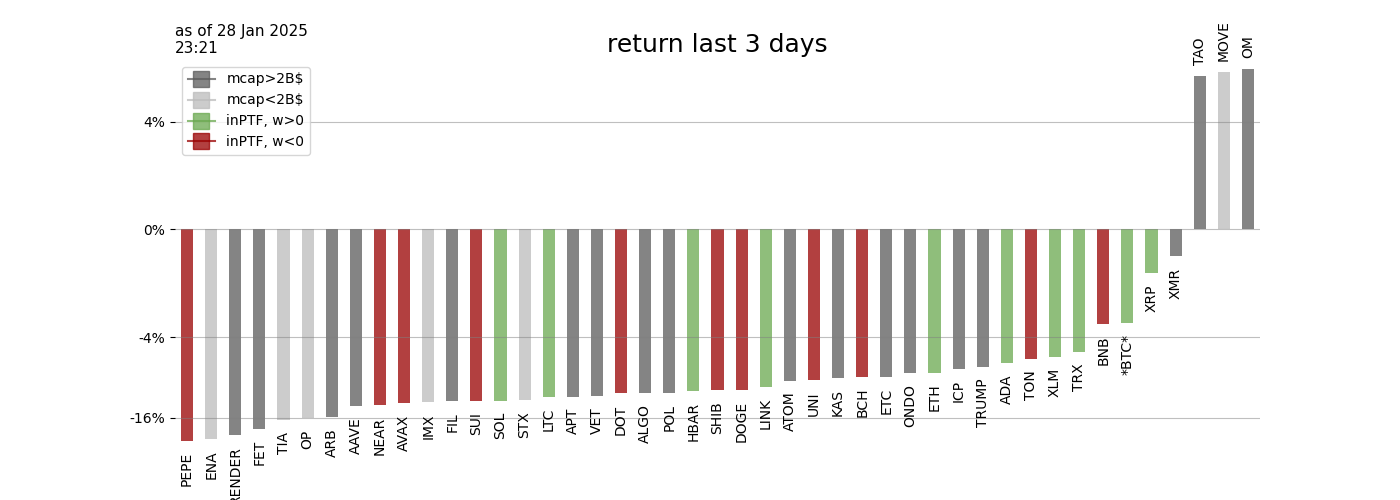 as of 28 Jan 2025
23:21
return last 3 days
mcap>2B$
mcap<2B$
inPTF, w>0
inPTF, w<0
4%
0%
-4%
-16%
PEPE
ENA
RENDER
FET
TIA
OP
ARB
AAVE
NEAR
AVAX
IMX
FIL
SUI
SOL
STX
LTC
APT
VET
DOT
ALGO
POL
HBAR
SHIB
DOGE
LINK
ATOM
UNI
KAS
BCH
ETC
ONDO
ETH
ICP
TRUMP
ADA
TON
XLM
TRX
BNB
*BTC*
XRP
XMR
TAO
MOVE
OM